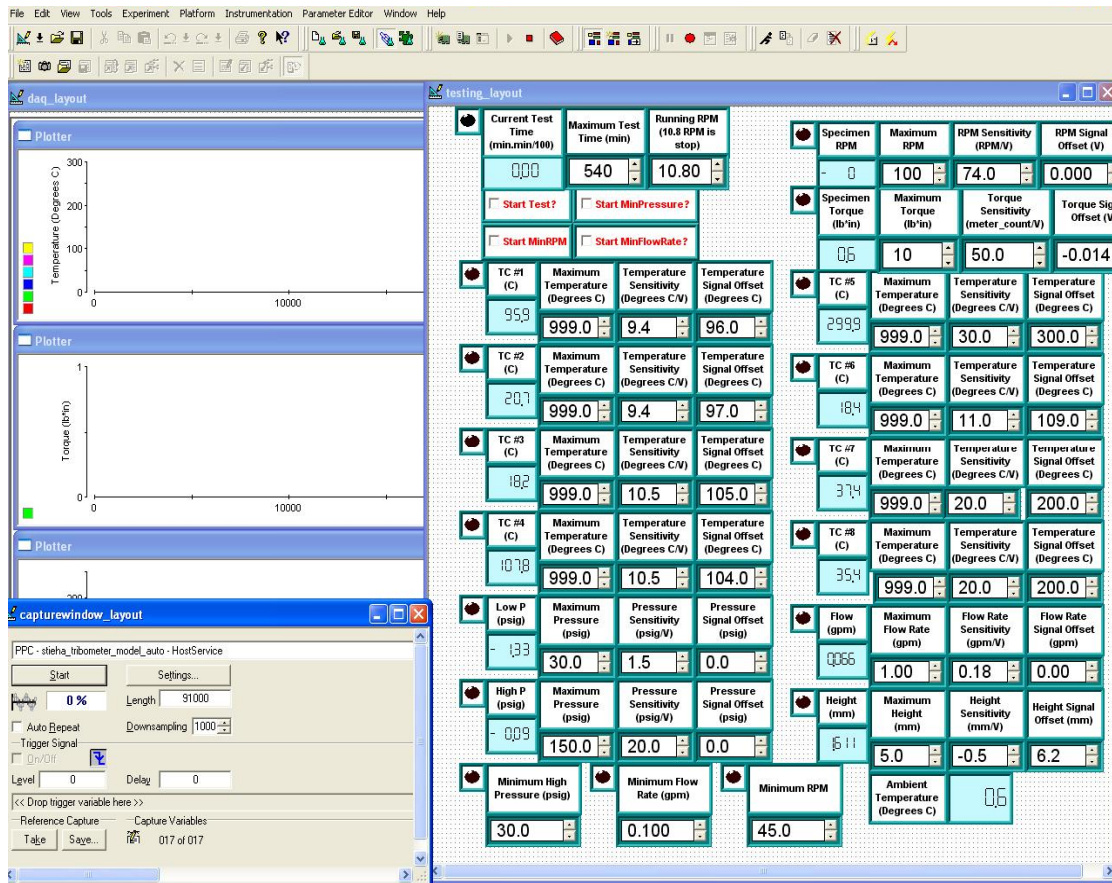 File Edit View Tools Experiment Platform Instrumentation Parameter Editor Window Help
daq_layout
Plotter
Temperature (Degrees C)
300
0
0 10000
Plotter
Torque (lb*in)
1
0
0 10000
Plotter
200
capturewindow_layout
PPC - stieha_tribometer_model_auto - HostService
Start Settings...
0 % Length 91000
Auto Repeat Downsampling 1000
Trigger Signal
On/Off
Level 0 Delay 0
<< Drop trigger variable here >>
Reference Capture Capture Variables
Take Save... 017 of 017
testing_layout
Current Test Time (min.min/100) Maximum Test Time (min) Running RPM (10.8 RPM is stop)
0.00 540 10.80
Start Test? Start MinPressure?
Start MinRPM Start MinFlowRate?
TC #1 (C) Maximum Temperature (Degrees C) Temperature Sensitivity (Degrees C/V) Temperature Signal Offset (Degrees C)
95.9 999.0 9.4 96.0
TC #2 (C) Maximum Temperature (Degrees C) Temperature Sensitivity (Degrees C/V) Temperature Signal Offset (Degrees C)
20.7 999.0 9.4 97.0
TC #3 (C) Maximum Temperature (Degrees C) Temperature Sensitivity (Degrees C/V) Temperature Signal Offset (Degrees C)
18.2 999.0 10.5 105.0
TC #4 (C) Maximum Temperature (Degrees C) Temperature Sensitivity (Degrees C/V) Temperature Signal Offset (Degrees C)
107.8 999.0 10.5 104.0
Low P (psig) Maximum Pressure (psig) Pressure Sensitivity (psig/V) Pressure Signal Offset (psig)
- 1.33 30.0 1.5 0.0
High P (psig) Maximum Pressure (psig) Pressure Sensitivity (psig/V) Pressure Signal Offset (psig)
- 0.09 150.0 20.0 0.0
Minimum High Pressure (psig) Minimum Flow Rate (gpm) Minimum RPM
30.0 0.100 45.0
Specimen RPM Maximum RPM RPM Sensitivity (RPM/V) RPM Signal Offset (V)
- 0 100 74.0 0.000
Specimen Torque (lb*in) Maximum Torque (lb*in) Torque Sensitivity (meter_count/V) Torque Sig Offset (V
0.6 10 50.0 -0.014
TC #5 (C) Maximum Temperature (Degrees C) Temperature Sensitivity (Degrees C/V) Temperature Signal Offset (Degrees C)
299.9 999.0 30.0 300.0
TC #6 (C) Maximum Temperature (Degrees C) Temperature Sensitivity (Degrees C/V) Temperature Signal Offset (Degrees C)
18.4 999.0 11.0 109.0
TC #7 (C) Maximum Temperature (Degrees C) Temperature Sensitivity (Degrees C/V) Temperature Signal Offset (Degrees C)
37.4 999.0 20.0 200.0
TC #8 (C) Maximum Temperature (Degrees C) Temperature Sensitivity (Degrees C/V) Temperature Signal Offset (Degrees C)
35.4 999.0 20.0 200.0
Flow (gpm) Maximum Flow Rate (gpm) Flow Rate Sensitivity (gpm/V) Flow Rate Signal Offset (gpm)
0.066 1.00 0.18 0.00
Height (mm) Maximum Height (mm) Height Sensitivity (mm/V) Height Signal Offset (mm)
1.611 5.0 -0.5 6.2
Ambient Temperature (Degrees C) 0.6